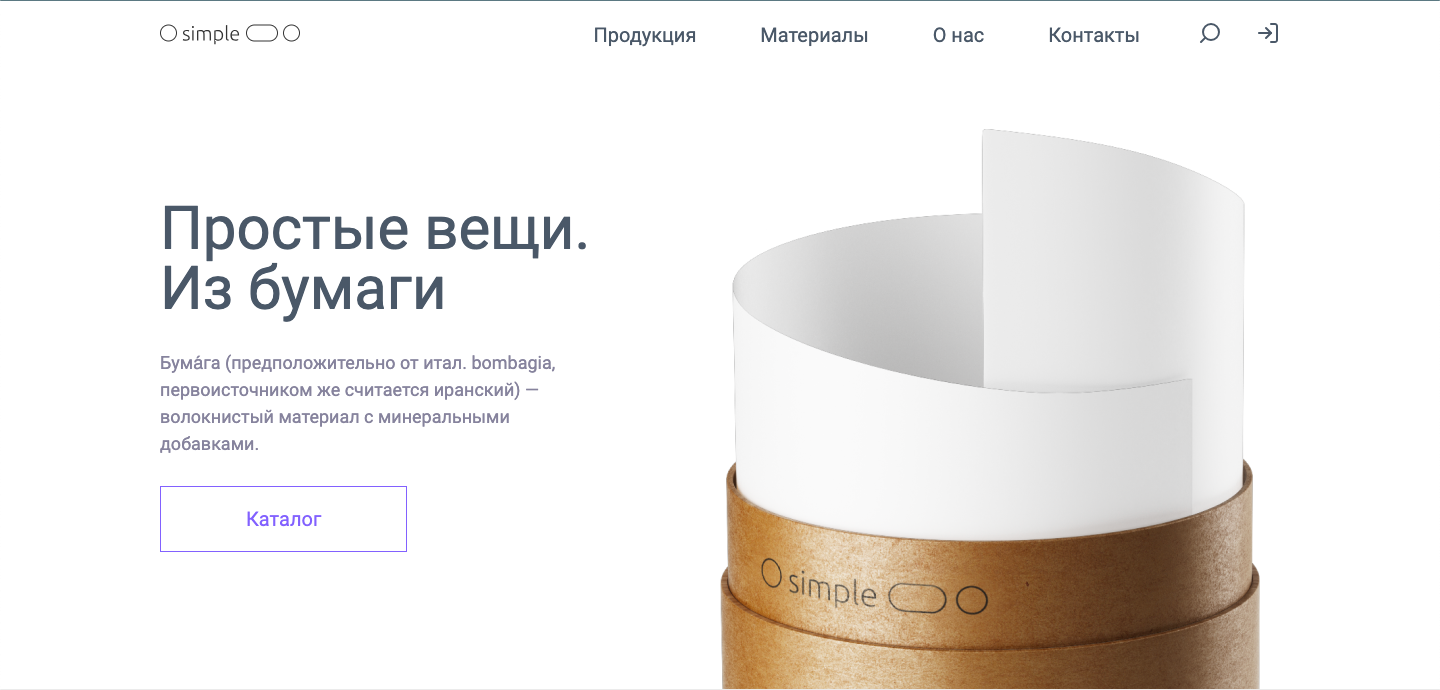 simple
Продукция
Материалы
О нас
Контакты
Простые вещи.
Из бумаги
Бума́га (предположительно от итал. bombagia,
первоисточником же считается иранский) —
волокнистый материал с минеральными
добавками.
Каталог
simple